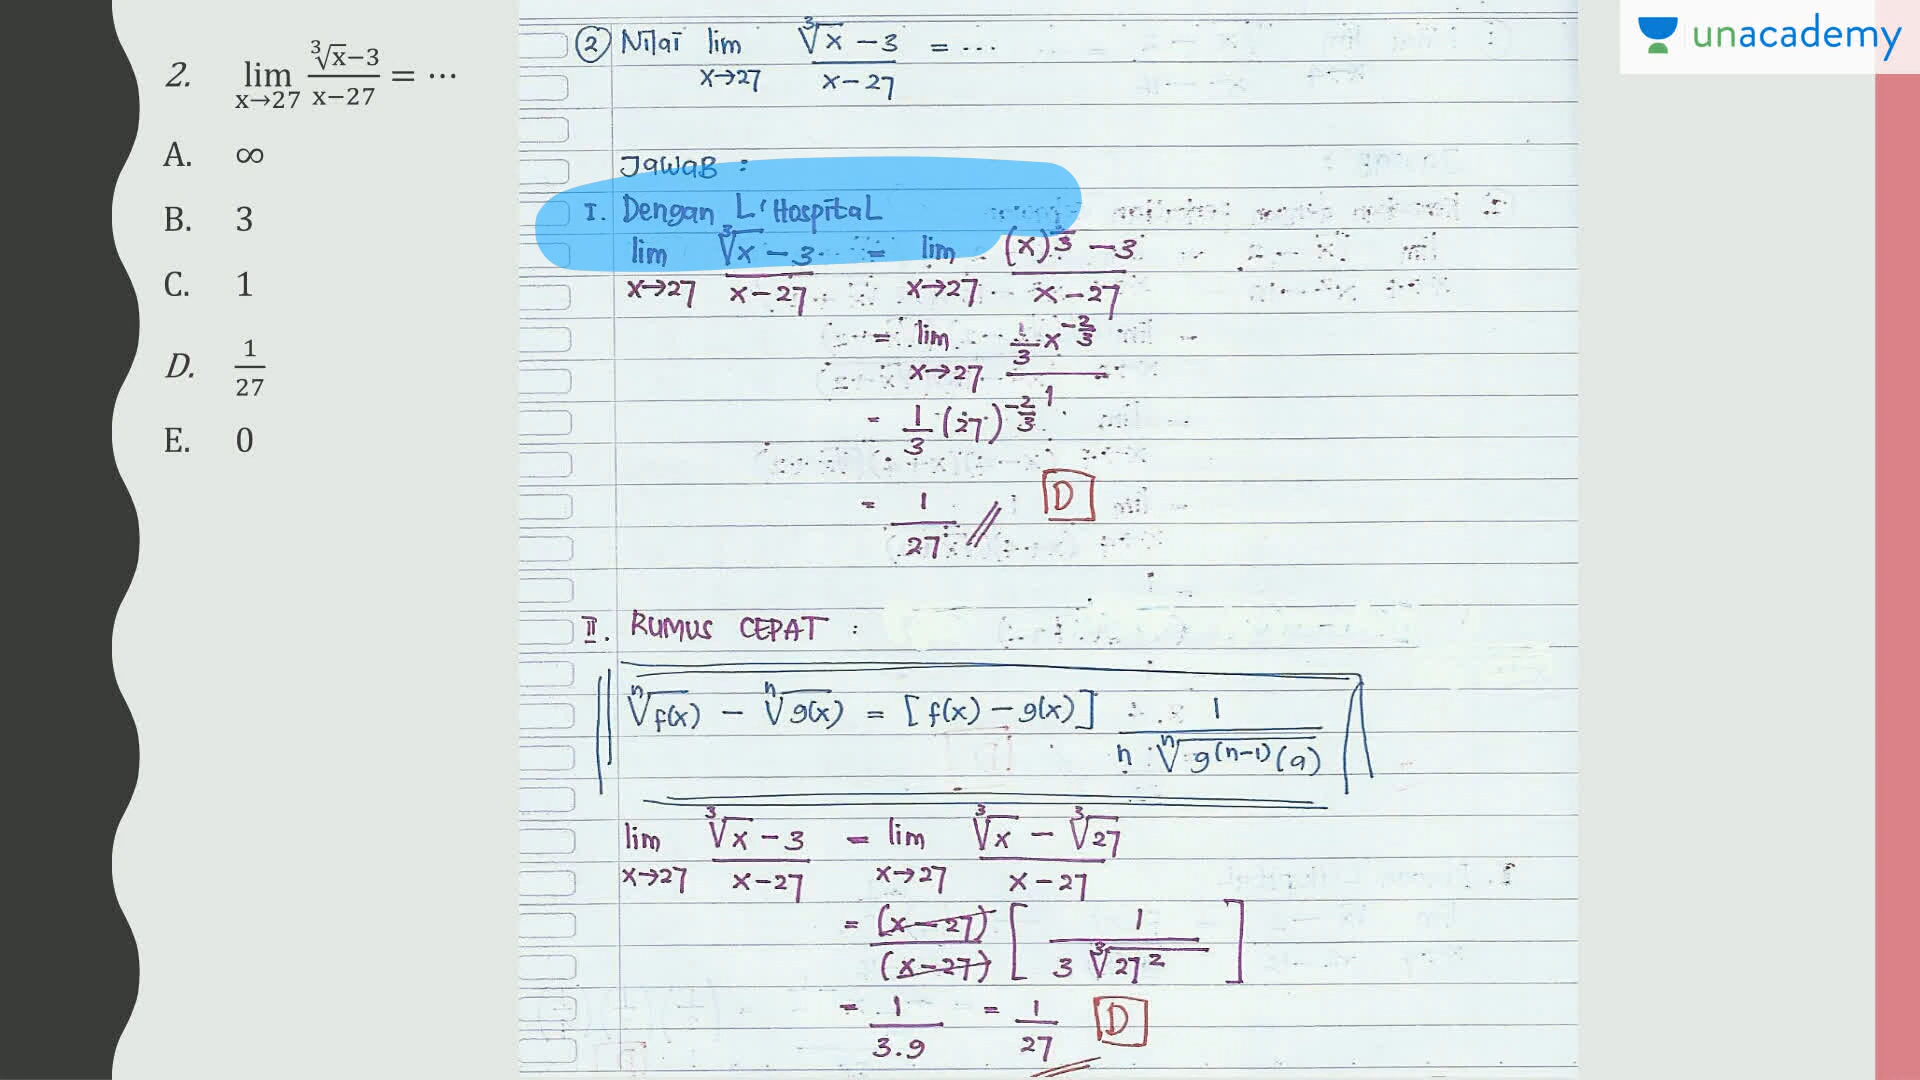 2. lim x→27 (∛x−3)/(x−27) = ⋯
A. ∞
B. 3
C. 1
D. 1/27
E. 0
unacademy
② Nilai lim x→27 (∛x − 3)/(x − 27) = ...
JAWAB :
I. Dengan L'Hospital
lim x→27 (∛x − 3)/(x − 27) = lim x→27 ((x)^(1/3) − 3)/(x − 27)
= lim x→27 (1/3 x^(−2/3))/1
= 1/3 (27)^(−2/3)
= 1/27 // D
II. RUMUS CEPAT :
ⁿ√f(x) − ⁿ√g(x) = [f(x) − g(x)] 1/(n ⁿ√g^(n−1)(a))
lim x→27 (∛x − 3)/(x − 27) = lim x→27 (∛x − ∛27)/(x − 27)
= (x − 27)/(x − 27) [1/(3 ∛27²)]
= 1/3.9 = 1/27 D